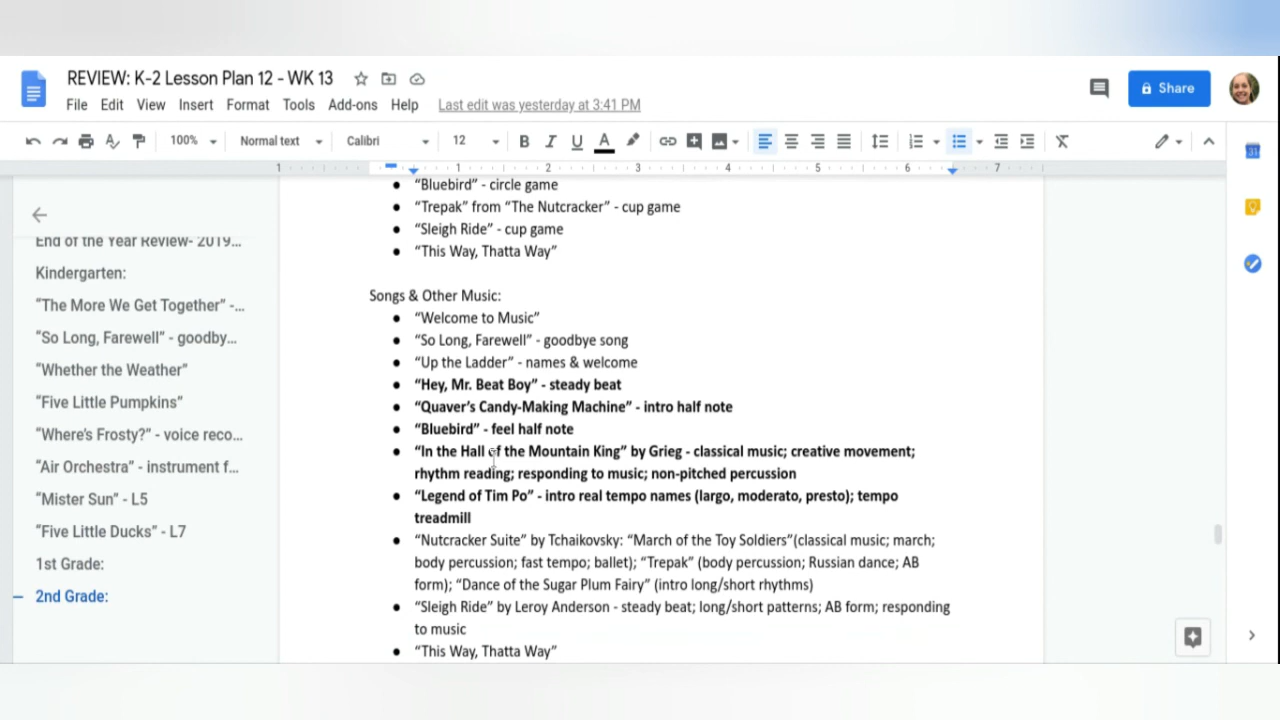 REVIEW: K-2 Lesson Plan 12 - WK 13
File Edit View Insert Format Tools Add-ons Help Last edit was yesterday at 3:41 PM
Share
100% Normal text Calibri 12 B I U A
1 1 2 3 4 5 6 7
End of the Year Review- 2019...
Kindergarten:
“The More We Get Together” -...
“So Long, Farewell” - goodby...
“Whether the Weather”
“Five Little Pumpkins”
“Where’s Frosty?” - voice reco...
“Air Orchestra” - instrument f...
“Mister Sun” - L5
“Five Little Ducks” - L7
1st Grade:
2nd Grade:
● “Bluebird” - circle game
● “Trepak” from “The Nutcracker” - cup game
● “Sleigh Ride” - cup game
● “This Way, Thatta Way”
Songs & Other Music:
● “Welcome to Music”
● “So Long, Farewell” - goodbye song
● “Up the Ladder” - names & welcome
● “Hey, Mr. Beat Boy” - steady beat
● “Quaver’s Candy-Making Machine” - intro half note
● “Bluebird” - feel half note
● “In the Hall of the Mountain King” by Grieg - classical music; creative movement;
rhythm reading; responding to music; non-pitched percussion
● “Legend of Tim Po” - intro real tempo names (largo, moderato, presto); tempo
treadmill
● “Nutcracker Suite” by Tchaikovsky: “March of the Toy Soldiers”(classical music; march;
body percussion; fast tempo; ballet); “Trepak” (body percussion; Russian dance; AB
form); “Dance of the Sugar Plum Fairy” (intro long/short rhythms)
● “Sleigh Ride” by Leroy Anderson - steady beat; long/short patterns; AB form; responding
to music
● “This Way, Thatta Way”
31